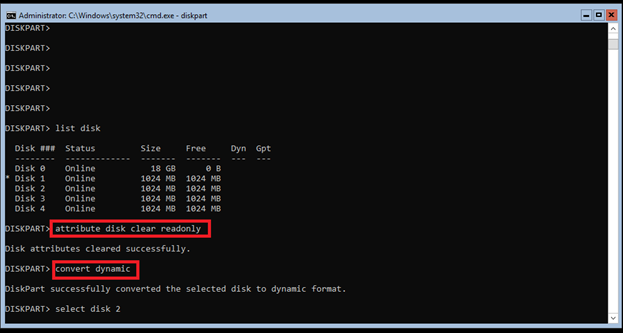 Administrator: C:\Windows\system32\cmd.exe - diskpart
DISKPART>
DISKPART>
DISKPART>
DISKPART>
DISKPART>
DISKPART> list disk
  Disk ###  Status         Size     Free     Dyn  Gpt
  --------  -------------  -------  -------  ---  ---
  Disk 0    Online           18 GB      0 B
* Disk 1    Online         1024 MB  1024 MB
  Disk 2    Online         1024 MB  1024 MB
  Disk 3    Online         1024 MB  1024 MB
  Disk 4    Online         1024 MB  1024 MB
DISKPART> attribute disk clear readonly
Disk attributes cleared successfully.
DISKPART> convert dynamic
DiskPart successfully converted the selected disk to dynamic format.
DISKPART> select disk 2